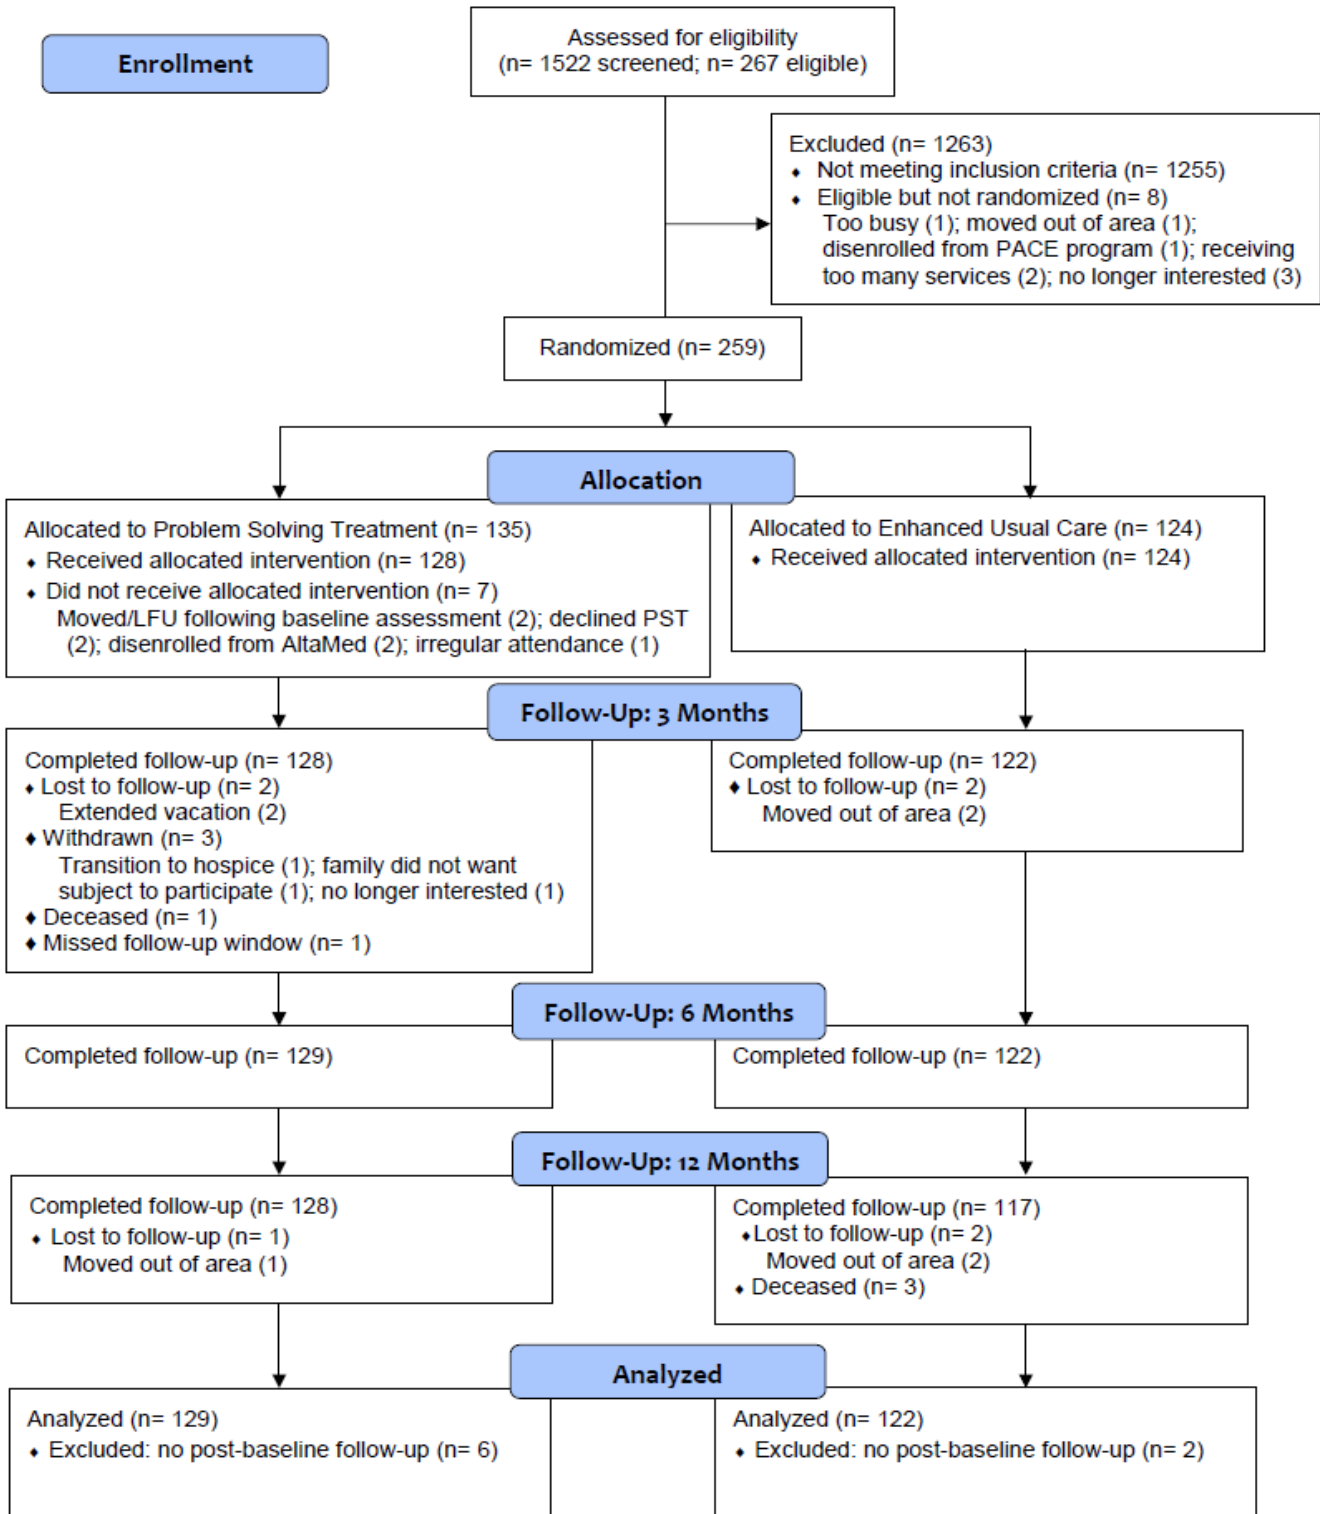 Enrollment
Assessed for eligibility
(n= 1522 screened; n= 267 eligible)
Excluded (n= 1263)
⬧ Not meeting inclusion criteria (n= 1255)
⬧ Eligible but not randomized (n= 8)
Too busy (1); moved out of area (1);
disenrolled from PACE program (1); receiving
too many services (2); no longer interested (3)
Randomized (n= 259)
Allocation
Allocated to Problem Solving Treatment (n= 135)
⬧ Received allocated intervention (n= 128)
⬧ Did not receive allocated intervention (n= 7)
Moved/LFU following baseline assessment (2); declined PST
(2); disenrolled from AltaMed (2); irregular attendance (1)
Allocated to Enhanced Usual Care (n= 124)
⬧ Received allocated intervention (n= 124)
Follow-Up: 3 Months
Completed follow-up (n= 128)
⬧ Lost to follow-up (n= 2)
Extended vacation (2)
⬧ Withdrawn (n= 3)
Transition to hospice (1); family did not want
subject to participate (1); no longer interested (1)
⬧ Deceased (n= 1)
⬧ Missed follow-up window (n= 1)
Completed follow-up (n= 122)
⬧ Lost to follow-up (n= 2)
Moved out of area (2)
Follow-Up: 6 Months
Completed follow-up (n= 129)
Completed follow-up (n= 122)
Follow-Up: 12 Months
Completed follow-up (n= 128)
⬧ Lost to follow-up (n= 1)
Moved out of area (1)
Completed follow-up (n= 117)
⬧ Lost to follow-up (n= 2)
Moved out of area (2)
⬧ Deceased (n= 3)
Analyzed
Analyzed (n= 129)
⬧ Excluded: no post-baseline follow-up (n= 6)
Analyzed (n= 122)
⬧ Excluded: no post-baseline follow-up (n= 2)